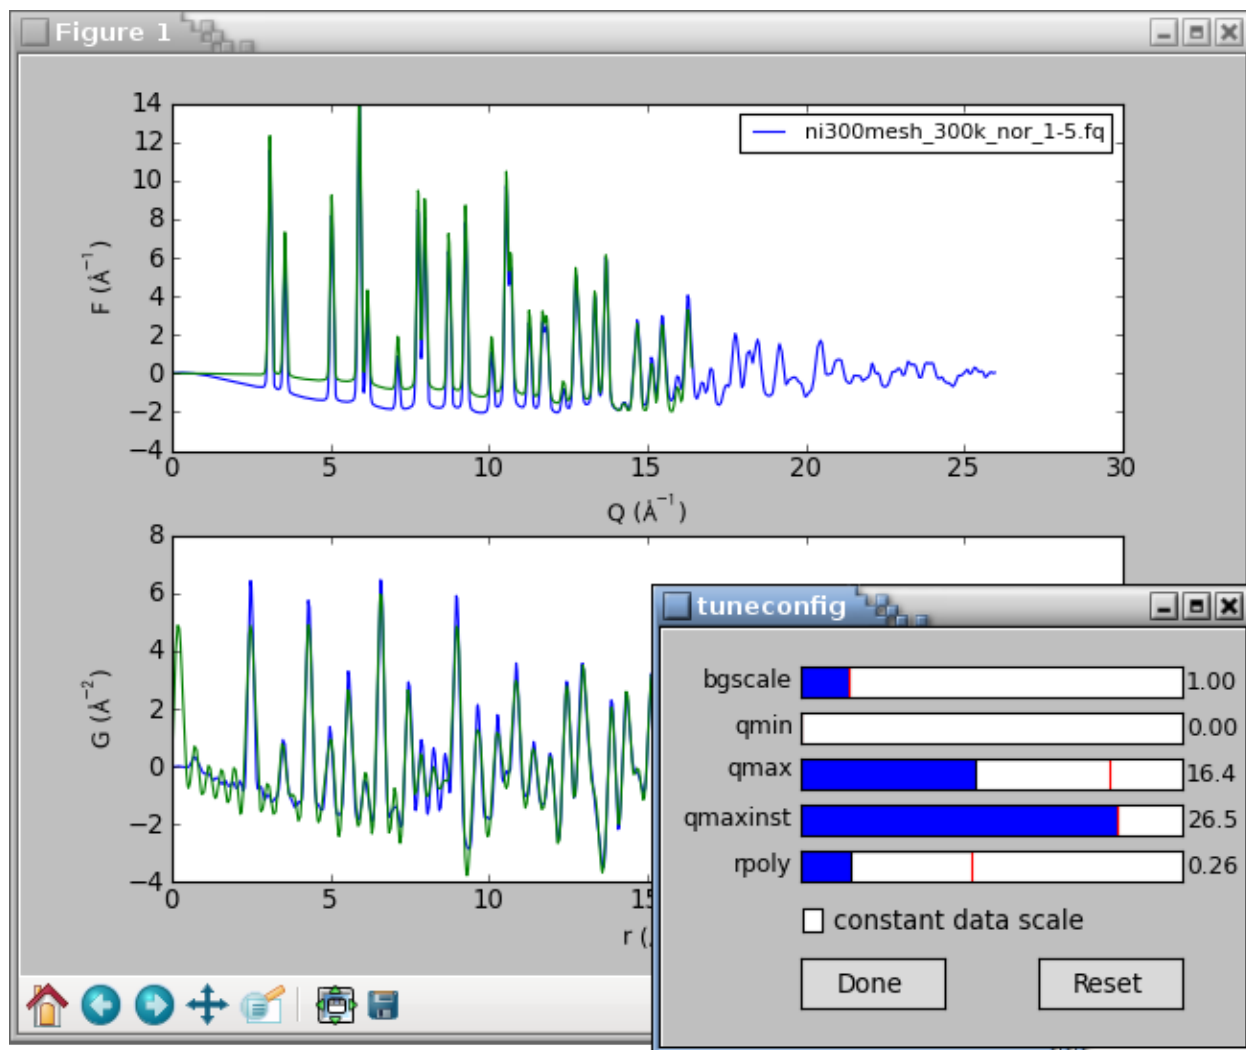 Figure 1
14
12
10
8
6
4
2
0
−2
−4
F (Å⁻¹)
ni300mesh_300k_nor_1-5.fq
0 5 10 15 20 25 30
Q (Å⁻¹)
8
6
4
2
0
−2
−4
G (Å⁻²)
0 5 10
r (
tuneconfig
bgscale 1.00
qmin 0.00
qmax 16.4
qmaxinst 26.5
rpoly 0.26
constant data scale
Done Reset